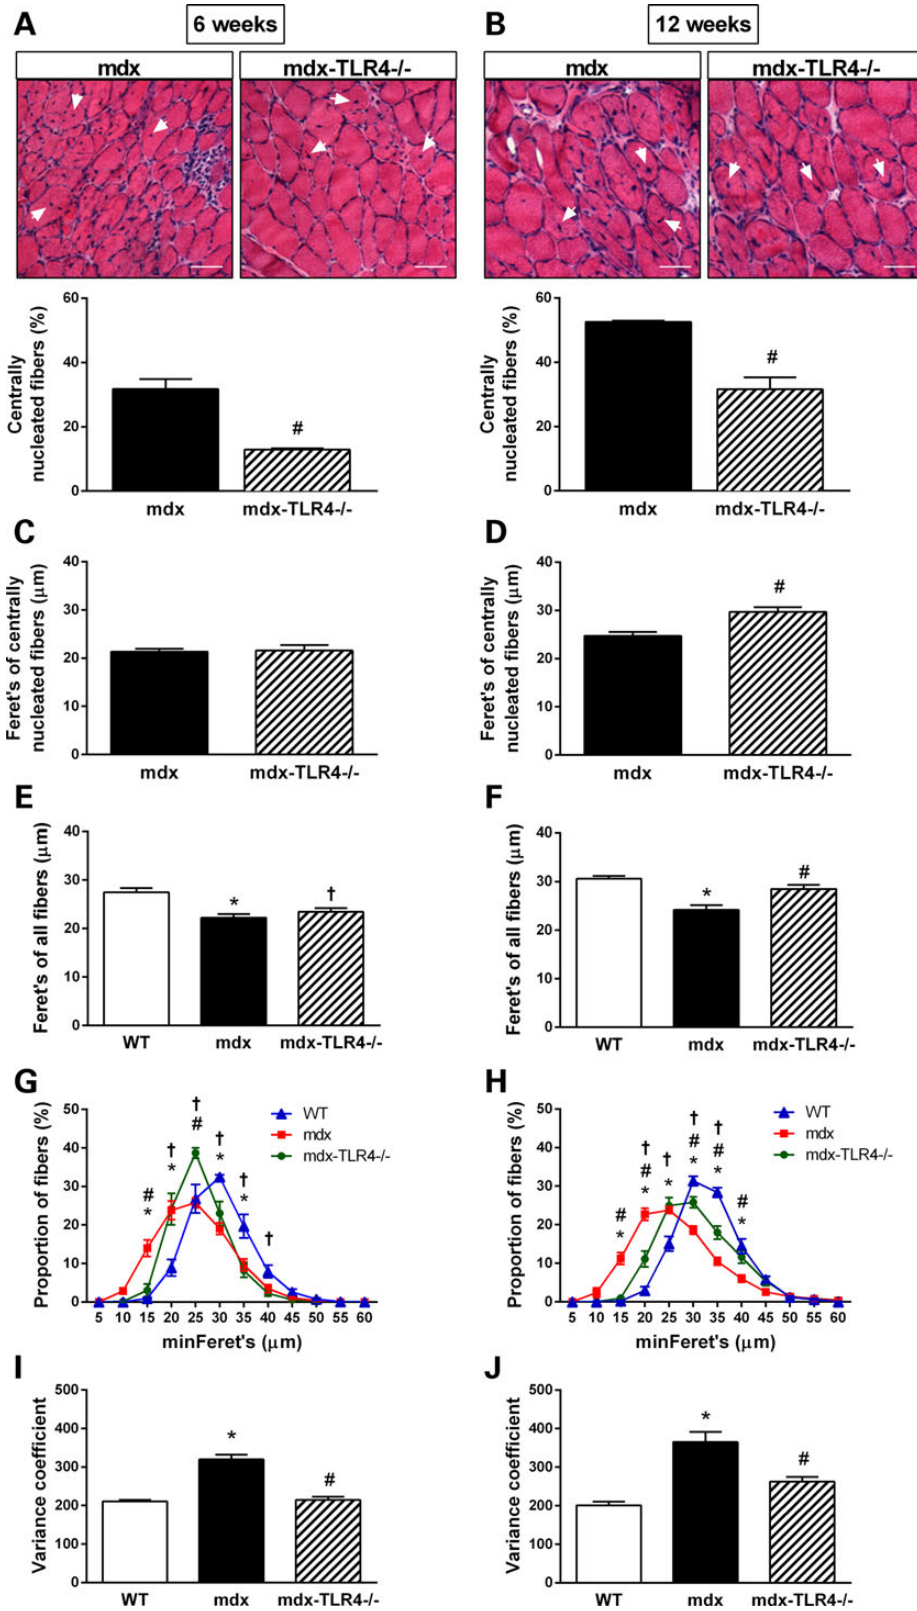 A 6 weeks
B 12 weeks
mdx mdx-TLR4-/-
mdx mdx-TLR4-/-
Centrally
nucleated fibers (%)
60
40
20
0
#
mdx mdx-TLR4-/-
Centrally
nucleated fibers (%)
60
40
20
0
#
mdx mdx-TLR4-/-
C
Feret's of centrally
nucleated fibers (μm)
40
30
20
10
0
mdx mdx-TLR4-/-
D
Feret's of centrally
nucleated fibers (μm)
40
30
20
10
0
#
mdx mdx-TLR4-/-
E
Feret's of all fibers (μm)
40
30
20
10
0
* †
WT mdx mdx-TLR4-/-
F
Feret's of all fibers (μm)
40
30
20
10
0
* #
WT mdx mdx-TLR4-/-
G
Proportion of fibers (%)
50
40
30
20
10
0
WT
mdx
mdx-TLR4-/-
# *
† *
† #
† *
† *
†
5 10 15 20 25 30 35 40 45 50 55 60
minFeret's (μm)
H
Proportion of fibers (%)
50
40
30
20
10
0
WT
mdx
mdx-TLR4-/-
# *
† # *
† *
† # *
† # *
# *
5 10 15 20 25 30 35 40 45 50 55 60
minFeret's (μm)
I
Variance coefficient
500
400
300
200
100
0
* #
WT mdx mdx-TLR4-/-
J
Variance coefficient
500
400
300
200
100
0
* #
WT mdx mdx-TLR4-/-